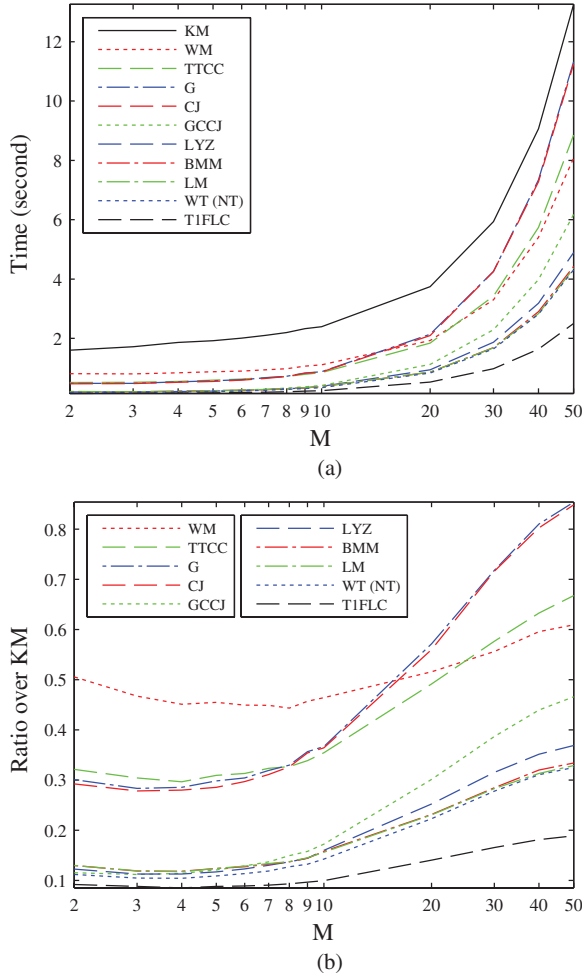 12
10
8
6
4
2
Time (second)
KM
WM
TTCC
G
CJ
GCCJ
LYZ
BMM
LM
WT (NT)
T1FLC
2 3 4 5 6 7 8 9 10 20 30 40 50
M
(a)
0.8
0.7
0.6
0.5
0.4
0.3
0.2
0.1
Ratio over KM
WM
TTCC
G
CJ
GCCJ
LYZ
BMM
LM
WT (NT)
T1FLC
2 3 4 5 6 7 8 9 10 20 30 40 50
M
(b)